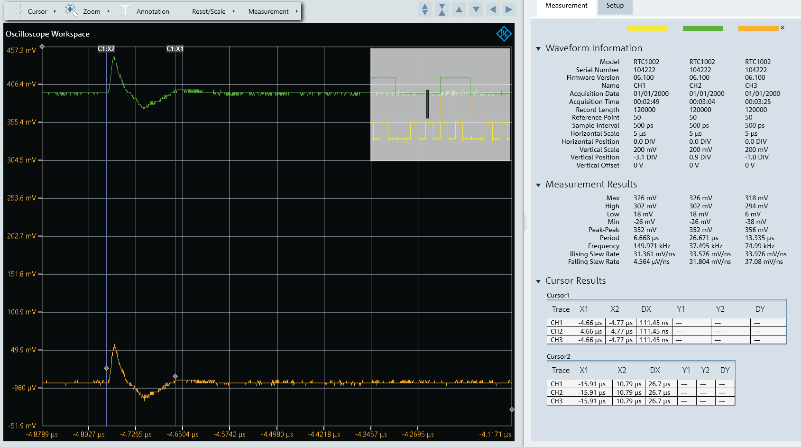 Cursor Zoom Annotation Reset/Scale Measurement
Measurement Setup
Oscilloscope Workspace
C1:X2 C1:X1
457.2 mV
406.4 mV
355.4 mV
304.5 mV
253.6 mV
202.7 mV
151.8 mV
100.9 mV
49.9 mV
-980 µV
-51.9 mV
-4.8789 µs -4.8027 µs -4.7265 µs -4.6504 µs -4.5742 µs -4.4980 µs -4.4218 µs -4.3457 µs -4.2695 µs -4.1171 µs
Waveform Information
Model RTC1002 RTC1002 RTC1002
Serial Number 104222 104222 104222
Firmware Version 06.100 06.100 06.100
Name CH1 CH2 CH3
Acquisition Date 01/01/2000 01/01/2000 01/01/2000
Acquisition Time 00:02:49 00:03:04 00:03:25
Record Length 120000 120000 120000
Reference Point 50 50 50
Sample Interval 500 ps 500 ps 500 ps
Horizontal Scale 5 µs 5 µs 5 µs
Horizontal Position 0.0 DIV 0.0 DIV 0.0 DIV
Vertical Scale 200 mV 200 mV 200 mV
Vertical Position -3.1 DIV 0.9 DIV -1.0 DIV
Vertical Offset 0 V 0 V 0 V
Measurement Results
Max 326 mV 326 mV 318 mV
High 302 mV 302 mV 294 mV
Low 18 mV 18 mV 6 mV
Min -26 mV -26 mV -38 mV
Peak-Peak 352 mV 352 mV 356 mV
Period 6.668 µs 26.671 µs 13.335 µs
Frequency 149.971 kHz 37.495 kHz 74.99 kHz
Rising Slew Rate 31.361 mV/ns 33.576 mV/ns 33.976 mV/ns
Falling Slew Rate 4.564 µV/ns 31.804 mV/ns 37.08 mV/ns
Cursor Results
Cursor1
Trace X1 X2 DX Y1 Y2 DY
CH1 -4.66 µs -4.77 µs 111.45 ns --- --- ---
CH2 -4.66 µs -4.77 µs 111.45 ns --- --- ---
CH3 -4.66 µs -4.77 µs 111.45 ns --- --- ---
Cursor2
Trace X1 X2 DX Y1 Y2 DY
CH1 -15.91 µs 10.79 µs 26.7 µs --- --- ---
CH2 -15.91 µs 10.79 µs 26.7 µs --- --- ---
CH3 -15.91 µs 10.79 µs 26.7 µs --- --- ---